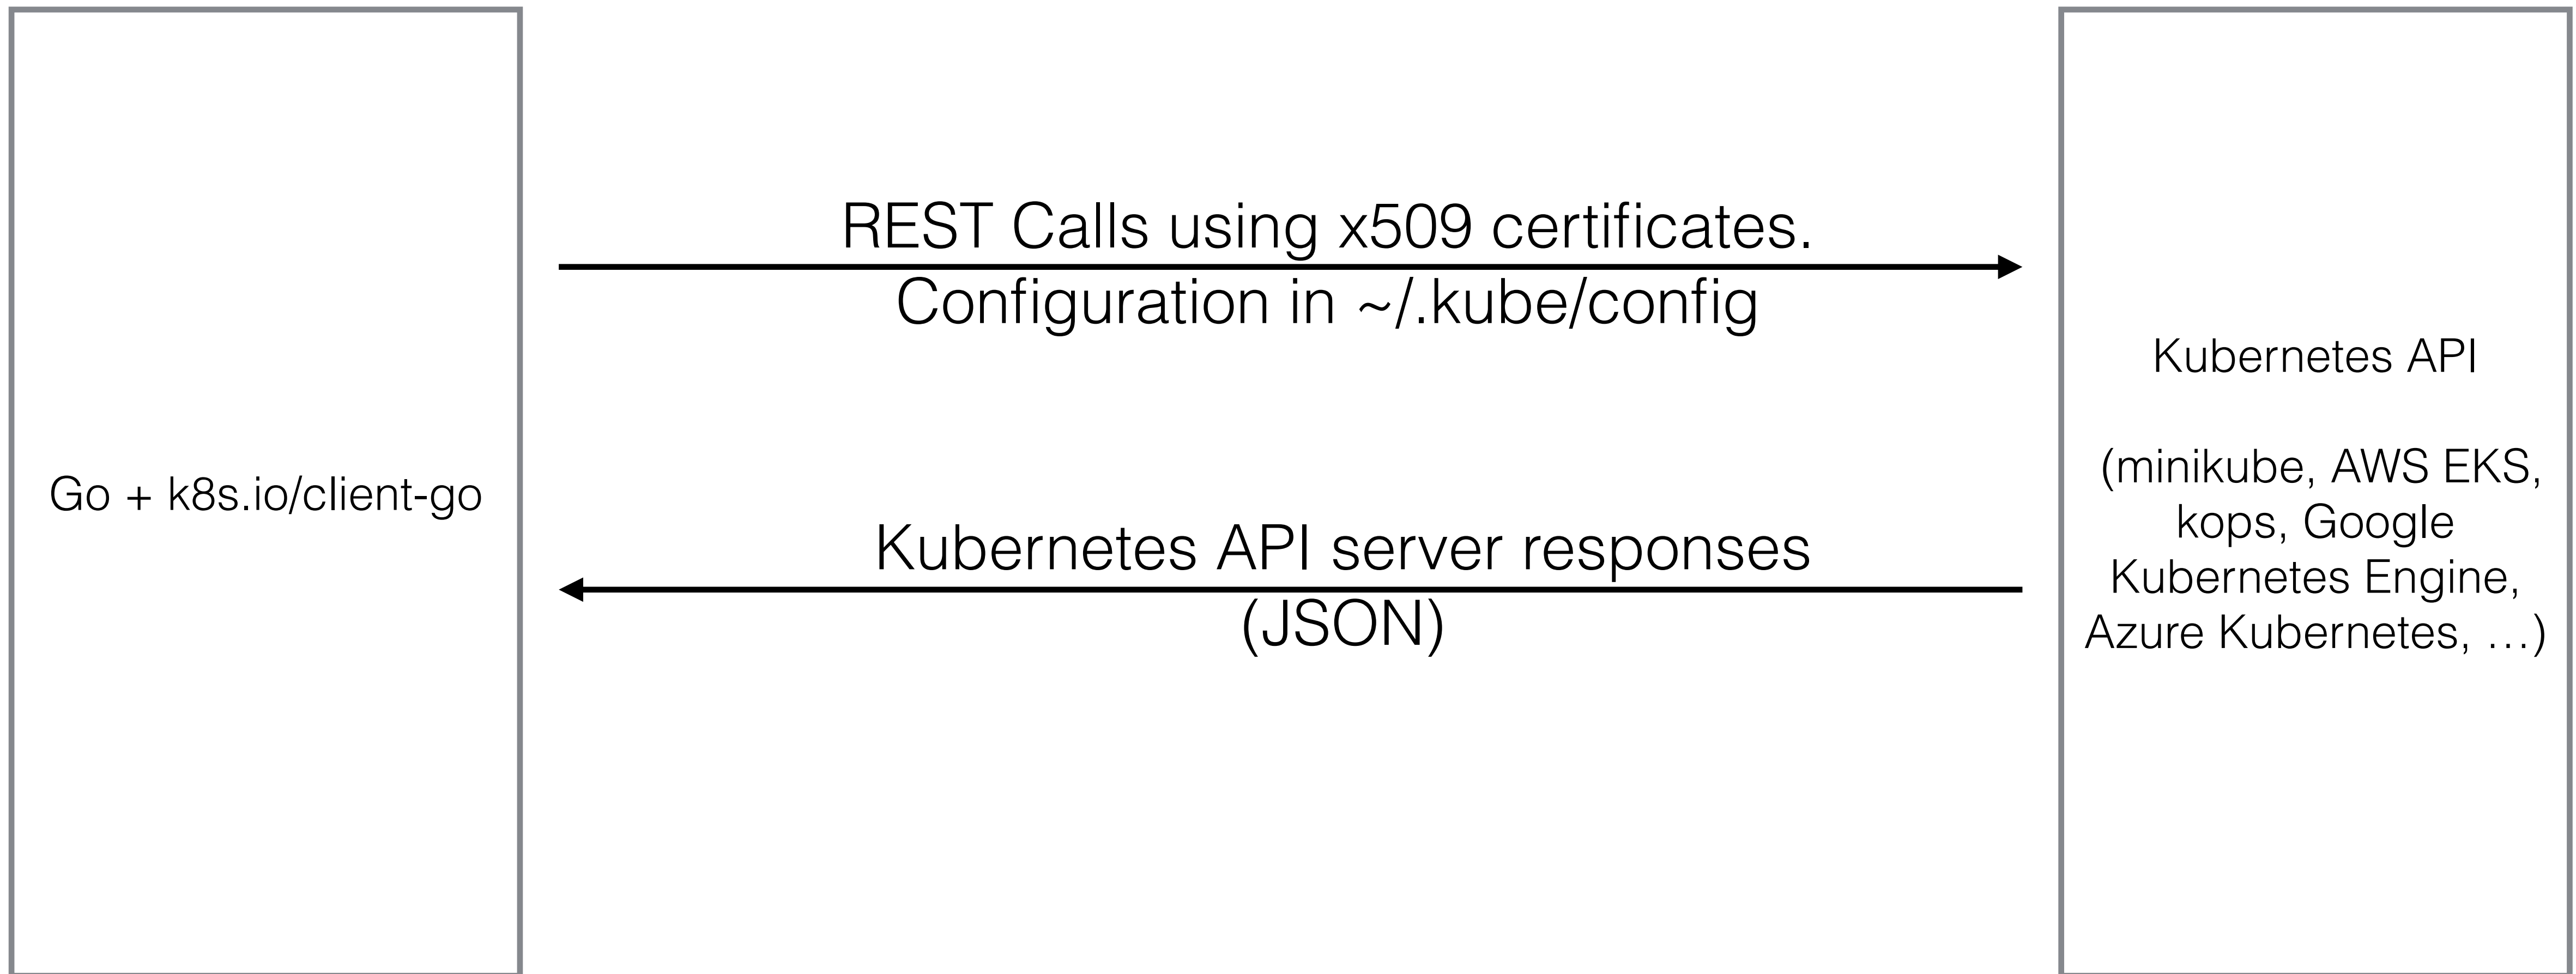 Go + k8s.io/client-go
REST Calls using x509 certificates.
Configuration in ~/.kube/config
Kubernetes API server responses
(JSON)
Kubernetes API
(minikube, AWS EKS,
kops, Google
Kubernetes Engine,
Azure Kubernetes, …)